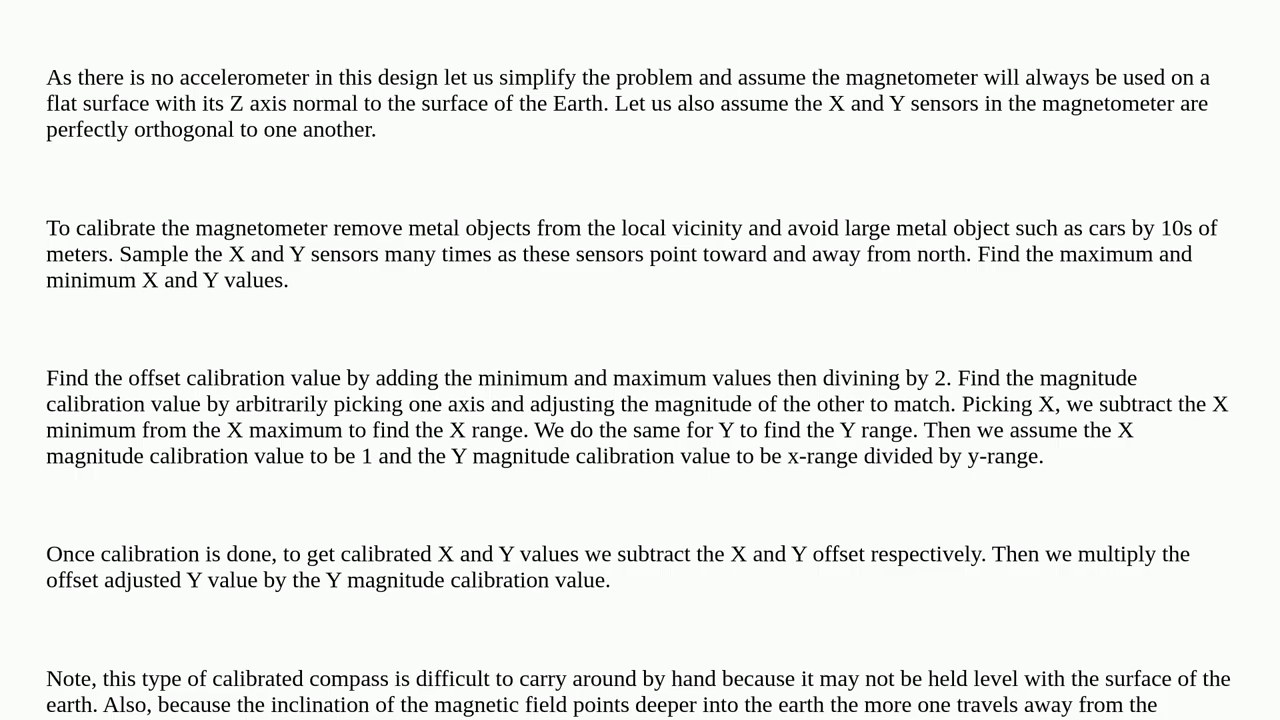 As there is no accelerometer in this design let us simplify the problem and assume the magnetometer will always be used on a
flat surface with its Z axis normal to the surface of the Earth. Let us also assume the X and Y sensors in the magnetometer are
perfectly orthogonal to one another.
To calibrate the magnetometer remove metal objects from the local vicinity and avoid large metal object such as cars by 10s of
meters. Sample the X and Y sensors many times as these sensors point toward and away from north. Find the maximum and
minimum X and Y values.
Find the offset calibration value by adding the minimum and maximum values then divining by 2. Find the magnitude
calibration value by arbitrarily picking one axis and adjusting the magnitude of the other to match. Picking X, we subtract the X
minimum from the X maximum to find the X range. We do the same for Y to find the Y range. Then we assume the X
magnitude calibration value to be 1 and the Y magnitude calibration value to be x-range divided by y-range.
Once calibration is done, to get calibrated X and Y values we subtract the X and Y offset respectively. Then we multiply the
offset adjusted Y value by the Y magnitude calibration value.
Note, this type of calibrated compass is difficult to carry around by hand because it may not be held level with the surface of the
earth. Also, because the inclination of the magnetic field points deeper into the earth the more one travels away from the